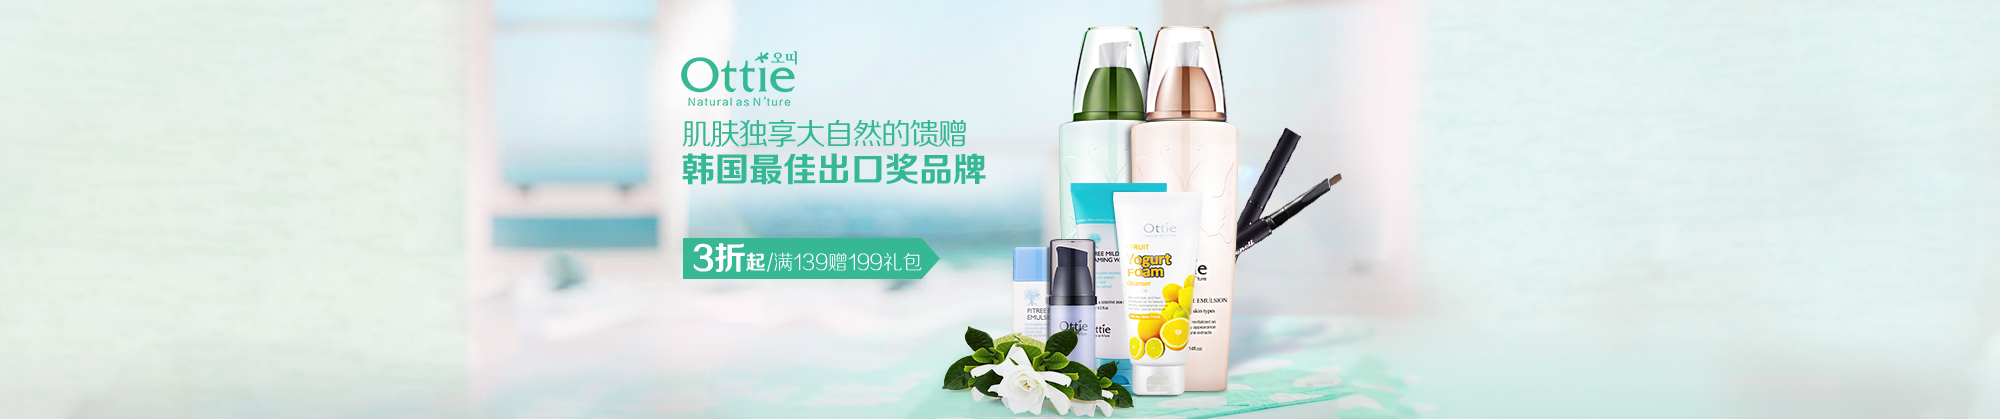 오띠
Ottie
Natural as N'ture
肌肤独享大自然的馈赠
韩国最佳出口奖品牌
3折起/满139赠199礼包
Ottie
FRUIT
Yogurt
Foam
cleanser
PITREE
Ottie
Ottie
EMULSION
skin types